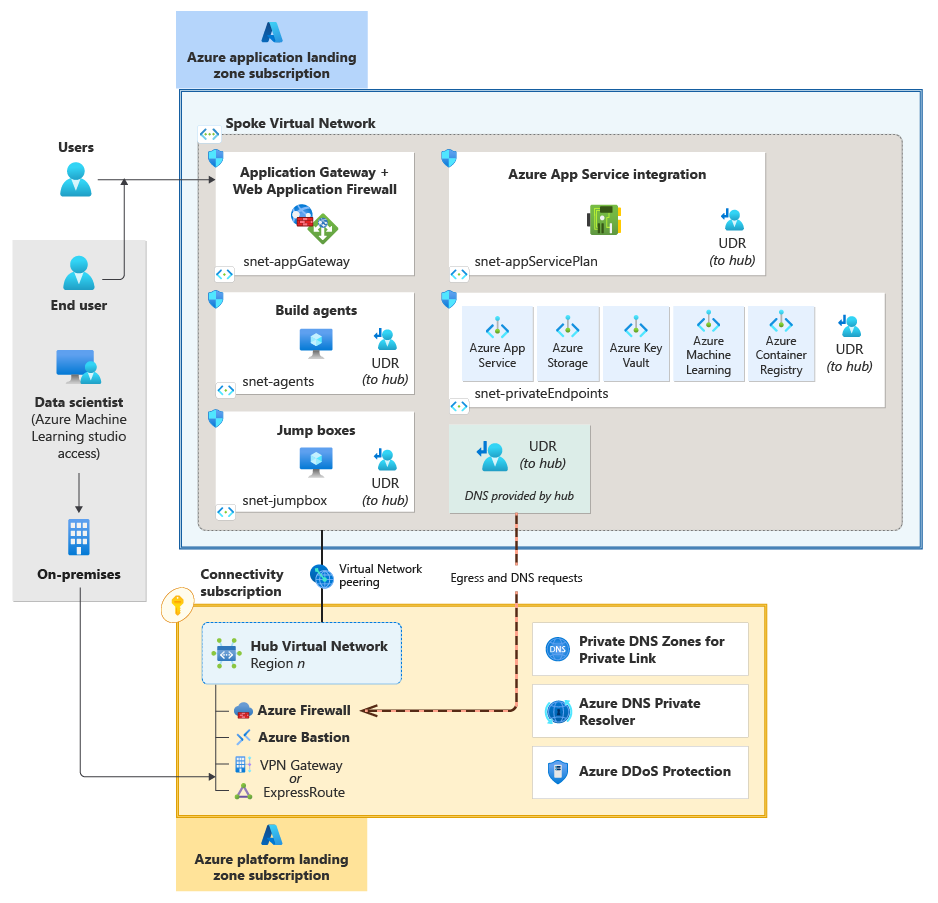 Azure application landing
zone subscription
Spoke Virtual Network
Users
Application Gateway +
Web Application Firewall
snet-appGateway
Azure App Service integration
UDR
(to hub)
snet-appServicePlan
End user
Build agents
UDR
(to hub)
snet-agents
Azure App
Service
Azure
Storage
Azure Key
Vault
Azure
Machine
Learning
Azure
Container
Registry
UDR
(to hub)
snet-privateEndpoints
Data scientist
(Azure Machine
Learning studio
access)
Jump boxes
UDR
(to hub)
snet-jumpbox
UDR
(to hub)
DNS provided by hub
On-premises
Virtual Network
peering
Egress and DNS requests
Connectivity
subscription
Hub Virtual Network
Region n
Azure Firewall
Azure Bastion
VPN Gateway
or
ExpressRoute
DNS
Private DNS Zones for
Private Link
Azure DNS Private
Resolver
Azure DDoS Protection
Azure platform landing
zone subscription